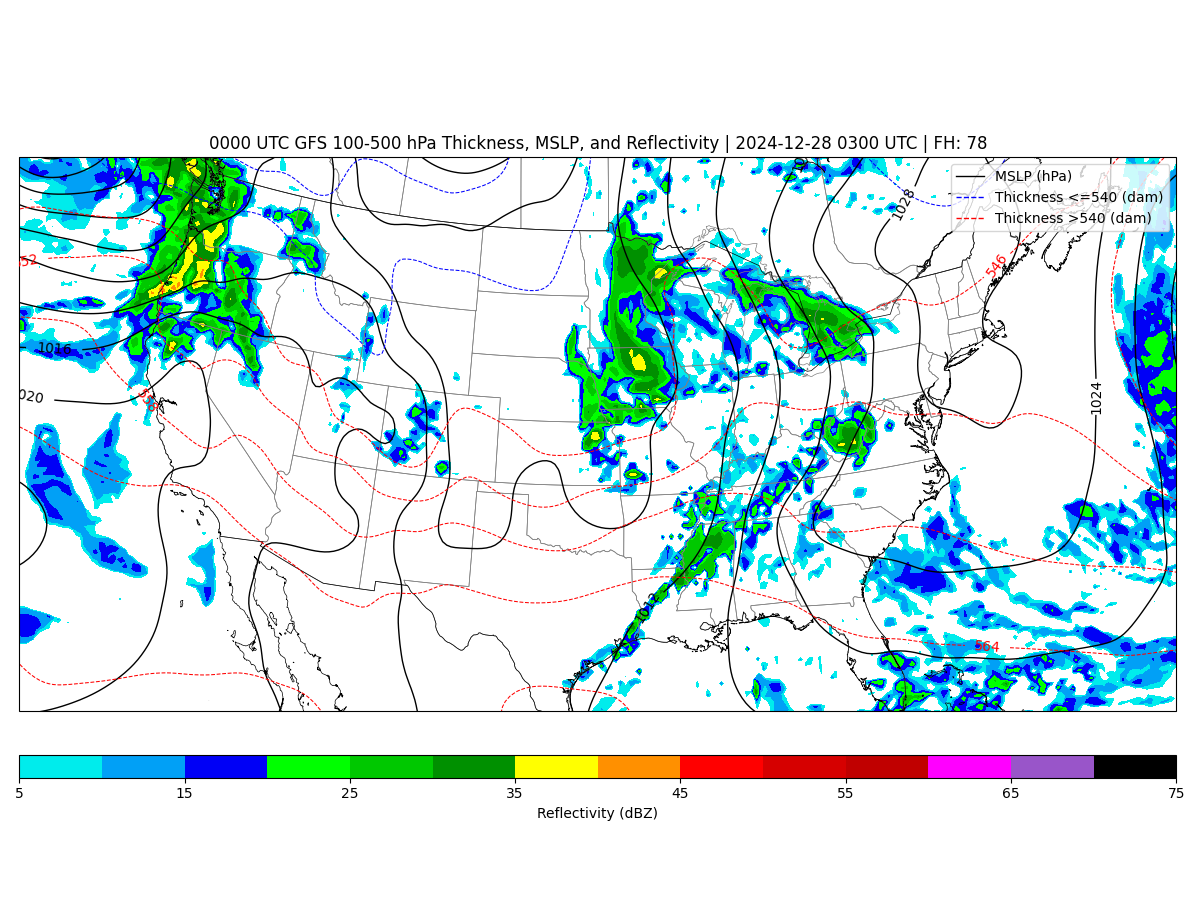 0000 UTC GFS 100-500 hPa Thickness, MSLP, and Reflectivity | 2024-12-28 0300 UTC | FH: 78
MSLP (hPa)
Thickness <=540 (dam)
Thickness >540 (dam)
1028
546
52
1016
020
1024
1012
564
5 15 25 35 45 55 65 75
Reflectivity (dBZ)